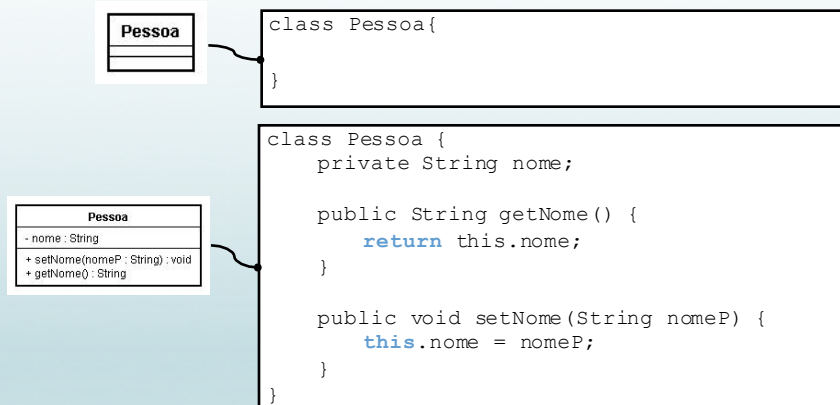 Pessoa
class Pessoa{
}
Pessoa
- nome : String
+ setNome(nomeP : String) : void
+ getNome() : String
class Pessoa {
private String nome;
public String getNome() {
return this.nome;
}
public void setNome(String nomeP) {
this.nome = nomeP;
}
}